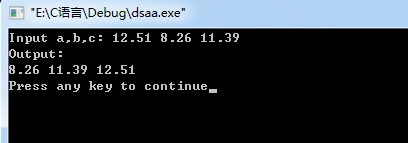 "E:\C语言\Debug\dsaa.exe"
Input a,b,c: 12.51 8.26 11.39
Output:
8.26 11.39 12.51
Press any key to continue_